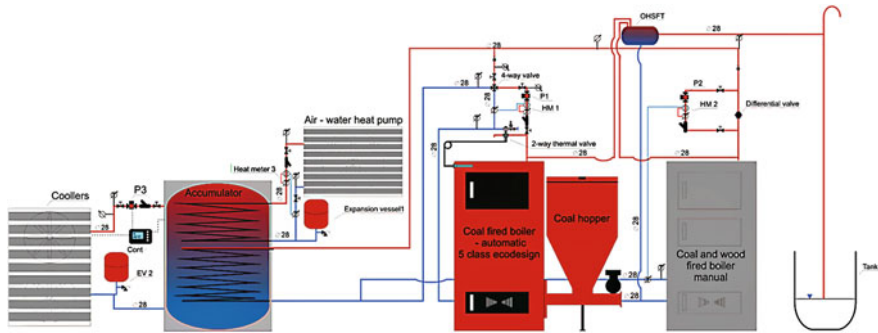 OHSFT
⌀28
⌀28
⌀28
4-way valve
⌀28
⌀28
P1
HM 1
P2
HM 2
Differential valve
⌀28
Air - water heat pump
⌀28
2-way thermal valve
⌀28
⌀28
Heat meter 3
⌀28
Coollers
P3
Accumulator
Expansion vessel1
Coal fired boiler
- automatic
5 class ecodesign
Coal hopper
Coal and wood
fired boiler
manual
⌀28
Cont
⌀28
EV 2
Tank
⌀28
⌀28
⌀28
⌀28